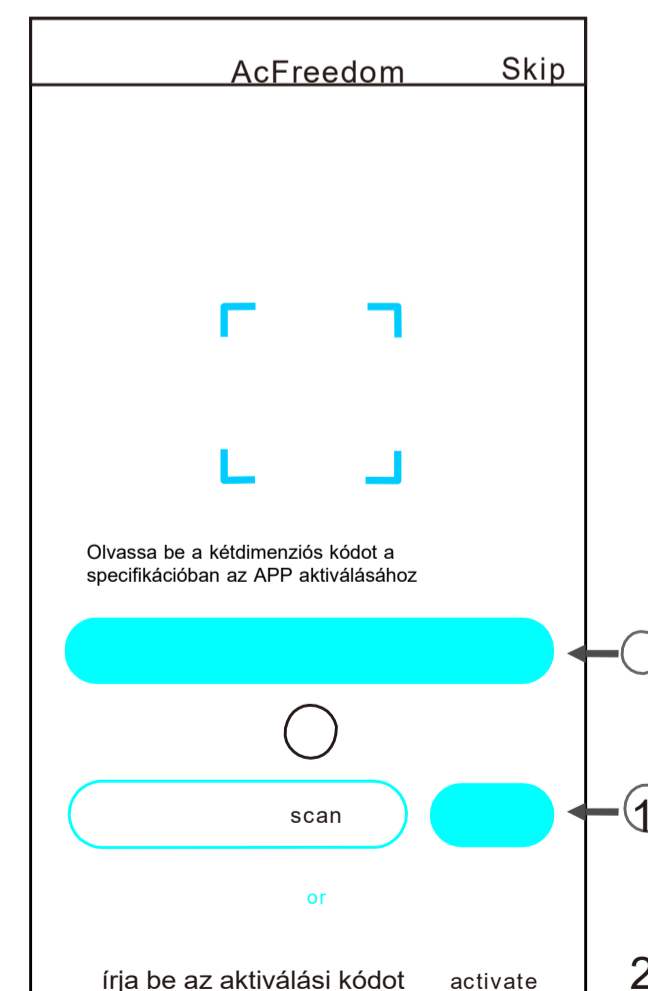 AcFreedom Skip
Olvassa be a kétdimenziós kódot a
specifikációban az APP aktiválásához
scan
1
or
írja be az aktiválási kódot activate
2